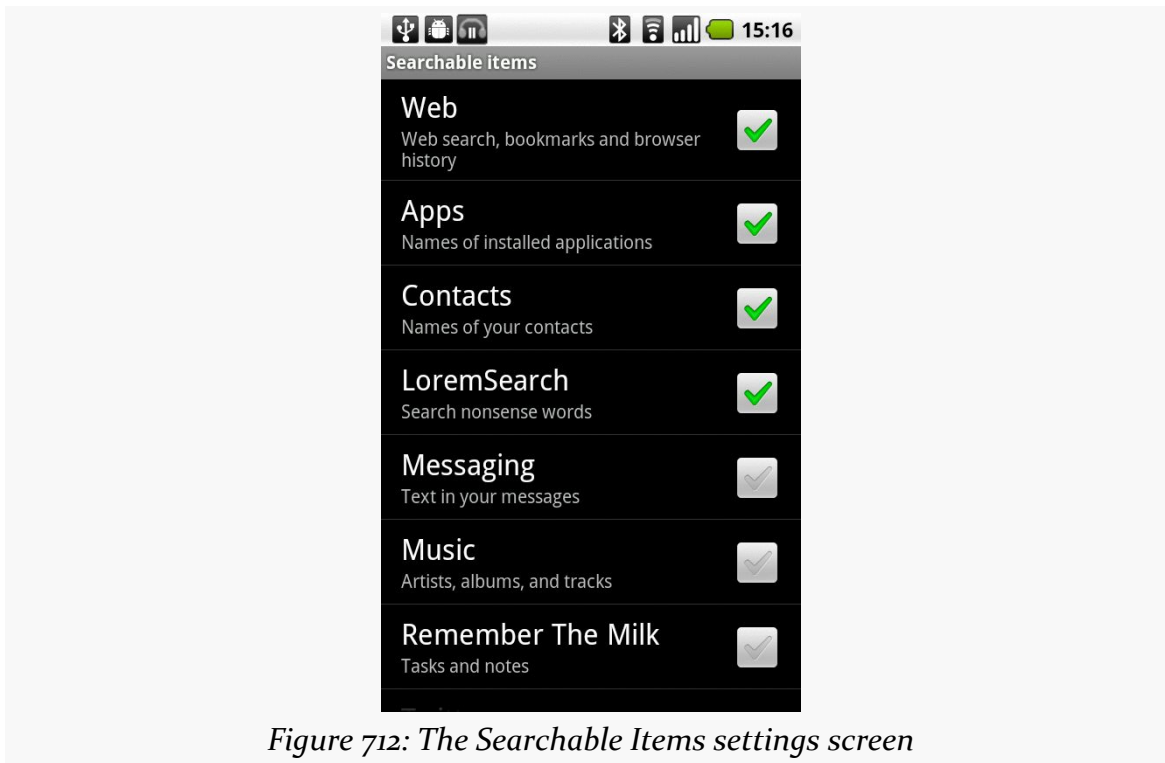 15:16
Searchable items
Web
Web search, bookmarks and browser
history
Apps
Names of installed applications
Contacts
Names of your contacts
LoremSearch
Search nonsense words
Messaging
Text in your messages
Music
Artists, albums, and tracks
Remember The Milk
Tasks and notes
Figure 712: The Searchable Items settings screen